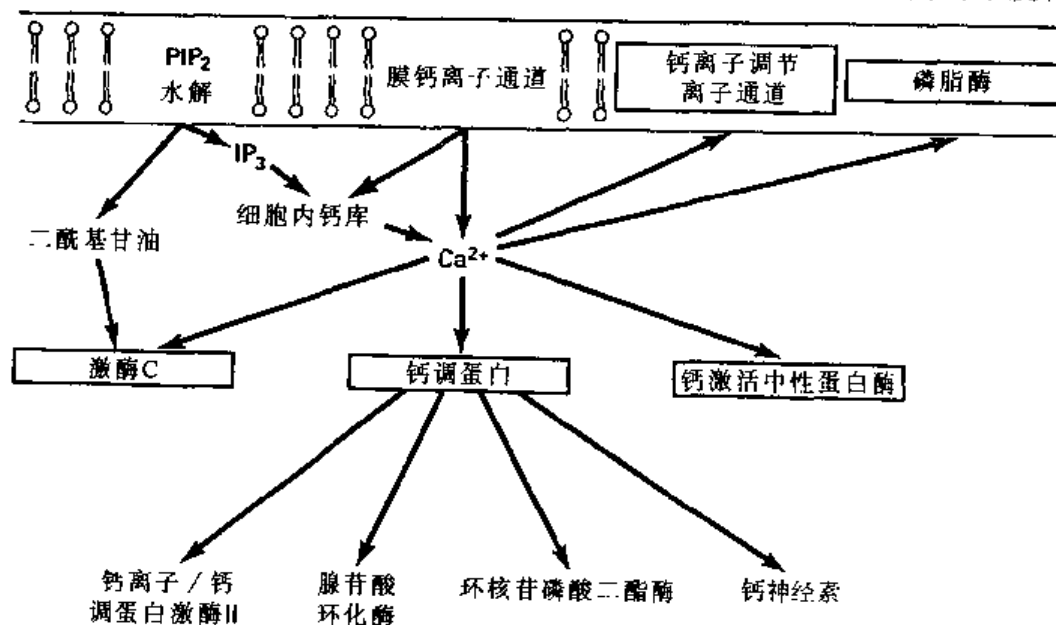 PIP₂
水解
膜钙离子通道
钙离子调节
离子通道
磷脂酶
IP₃
细胞内钙库
二酰基甘油
Ca²⁺
激酶C
钙调蛋白
钙激活中性蛋白酶
钙离子/钙
调蛋白激酶II
腺苷酸
环化酶
环核苷磷酸二酯酶
钙神经素